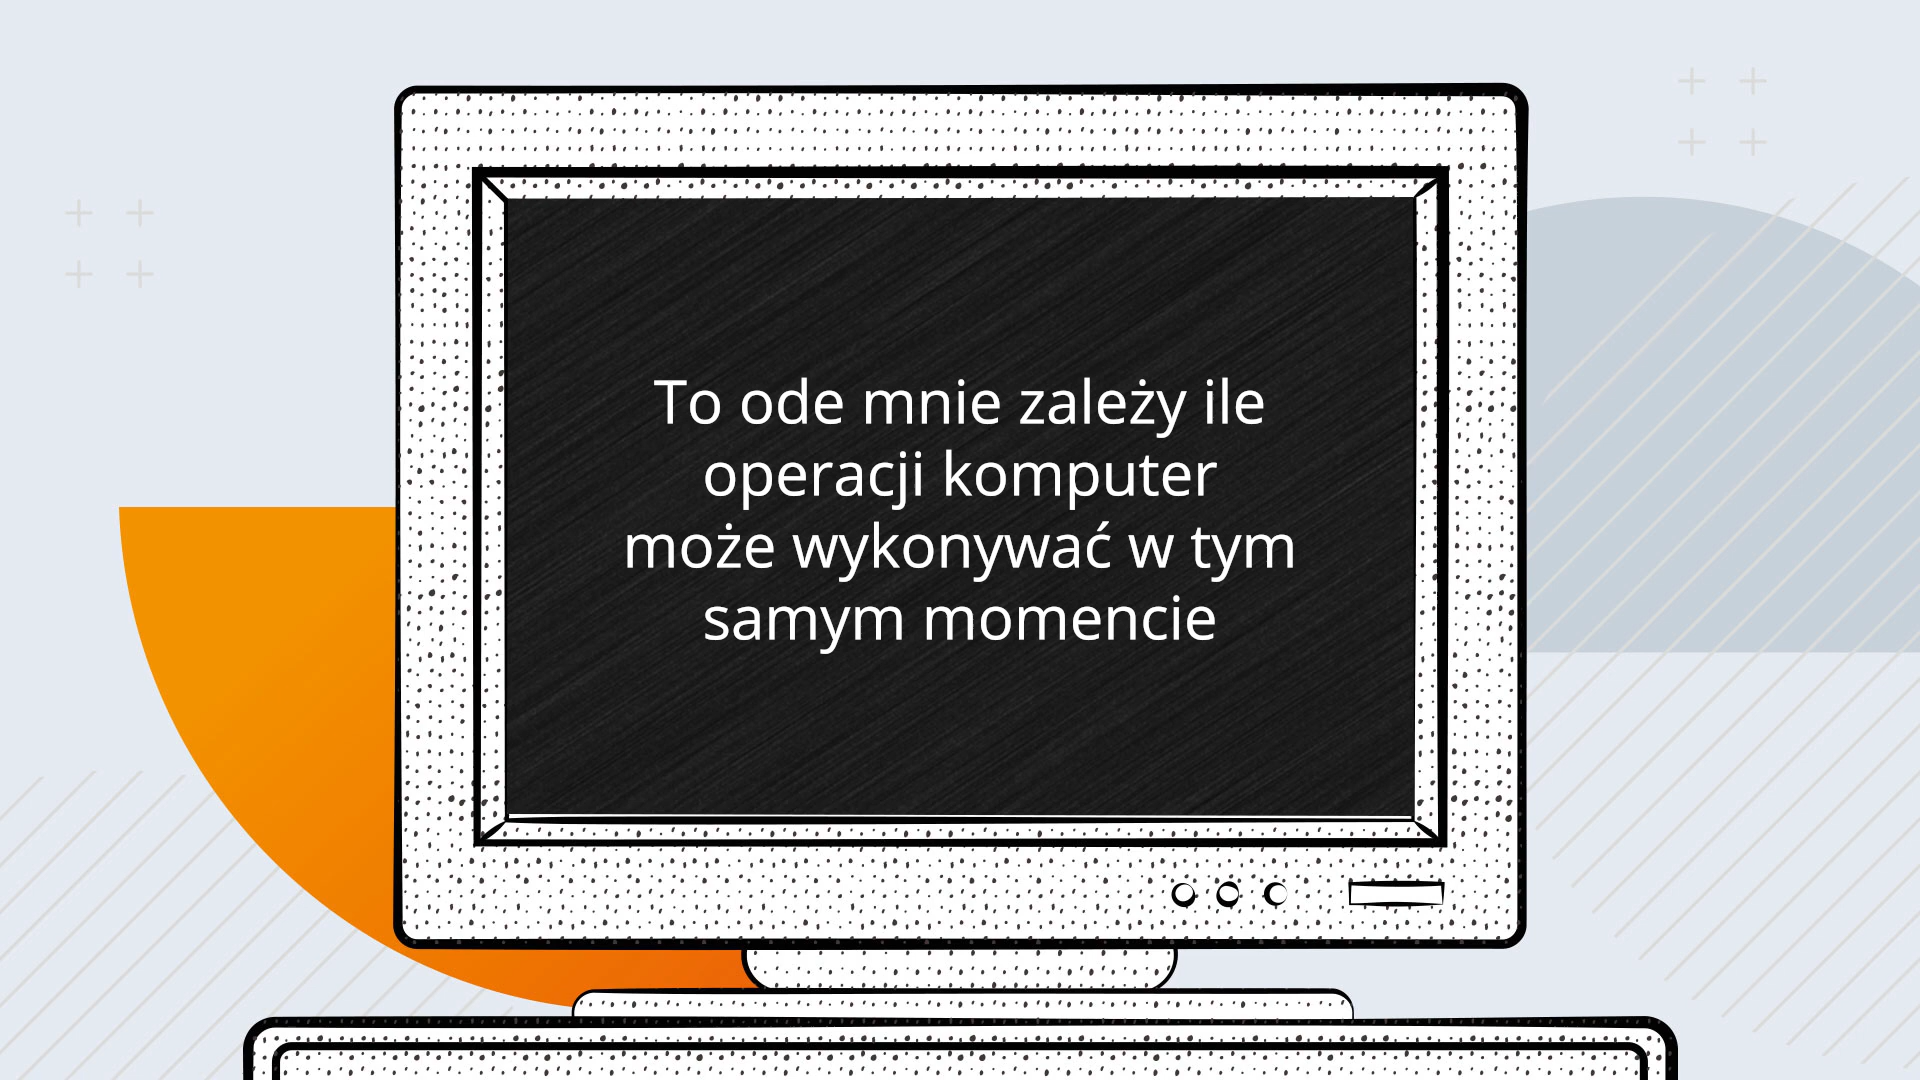 To ode mnie zależy ile
operacji komputer
może wykonywać w tym
samym momencie